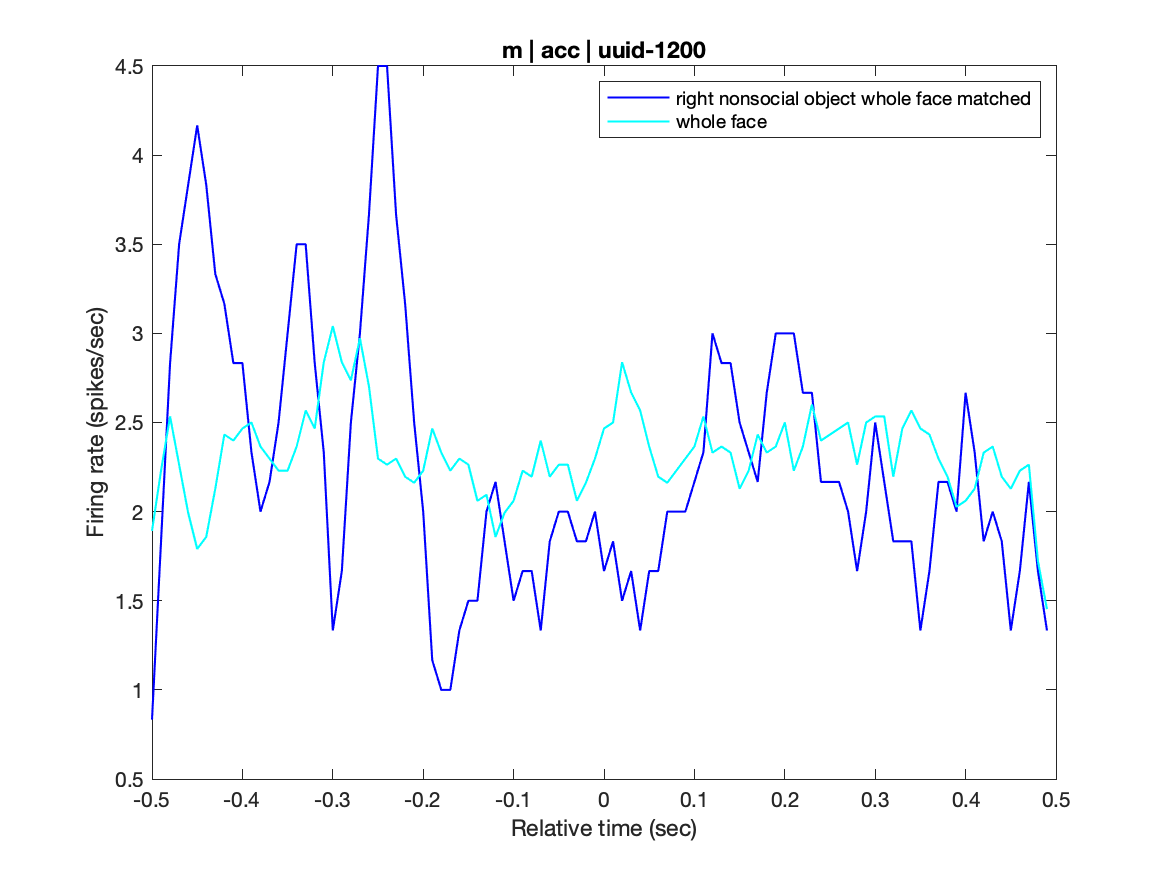 m | acc | uuid-1200
right nonsocial object whole face matched
whole face
Firing rate (spikes/sec)
4.5
4
3.5
3
2.5
2
1.5
1
0.5
-0.5 -0.4 -0.3 -0.2 -0.1 0 0.1 0.2 0.3 0.4 0.5
Relative time (sec)